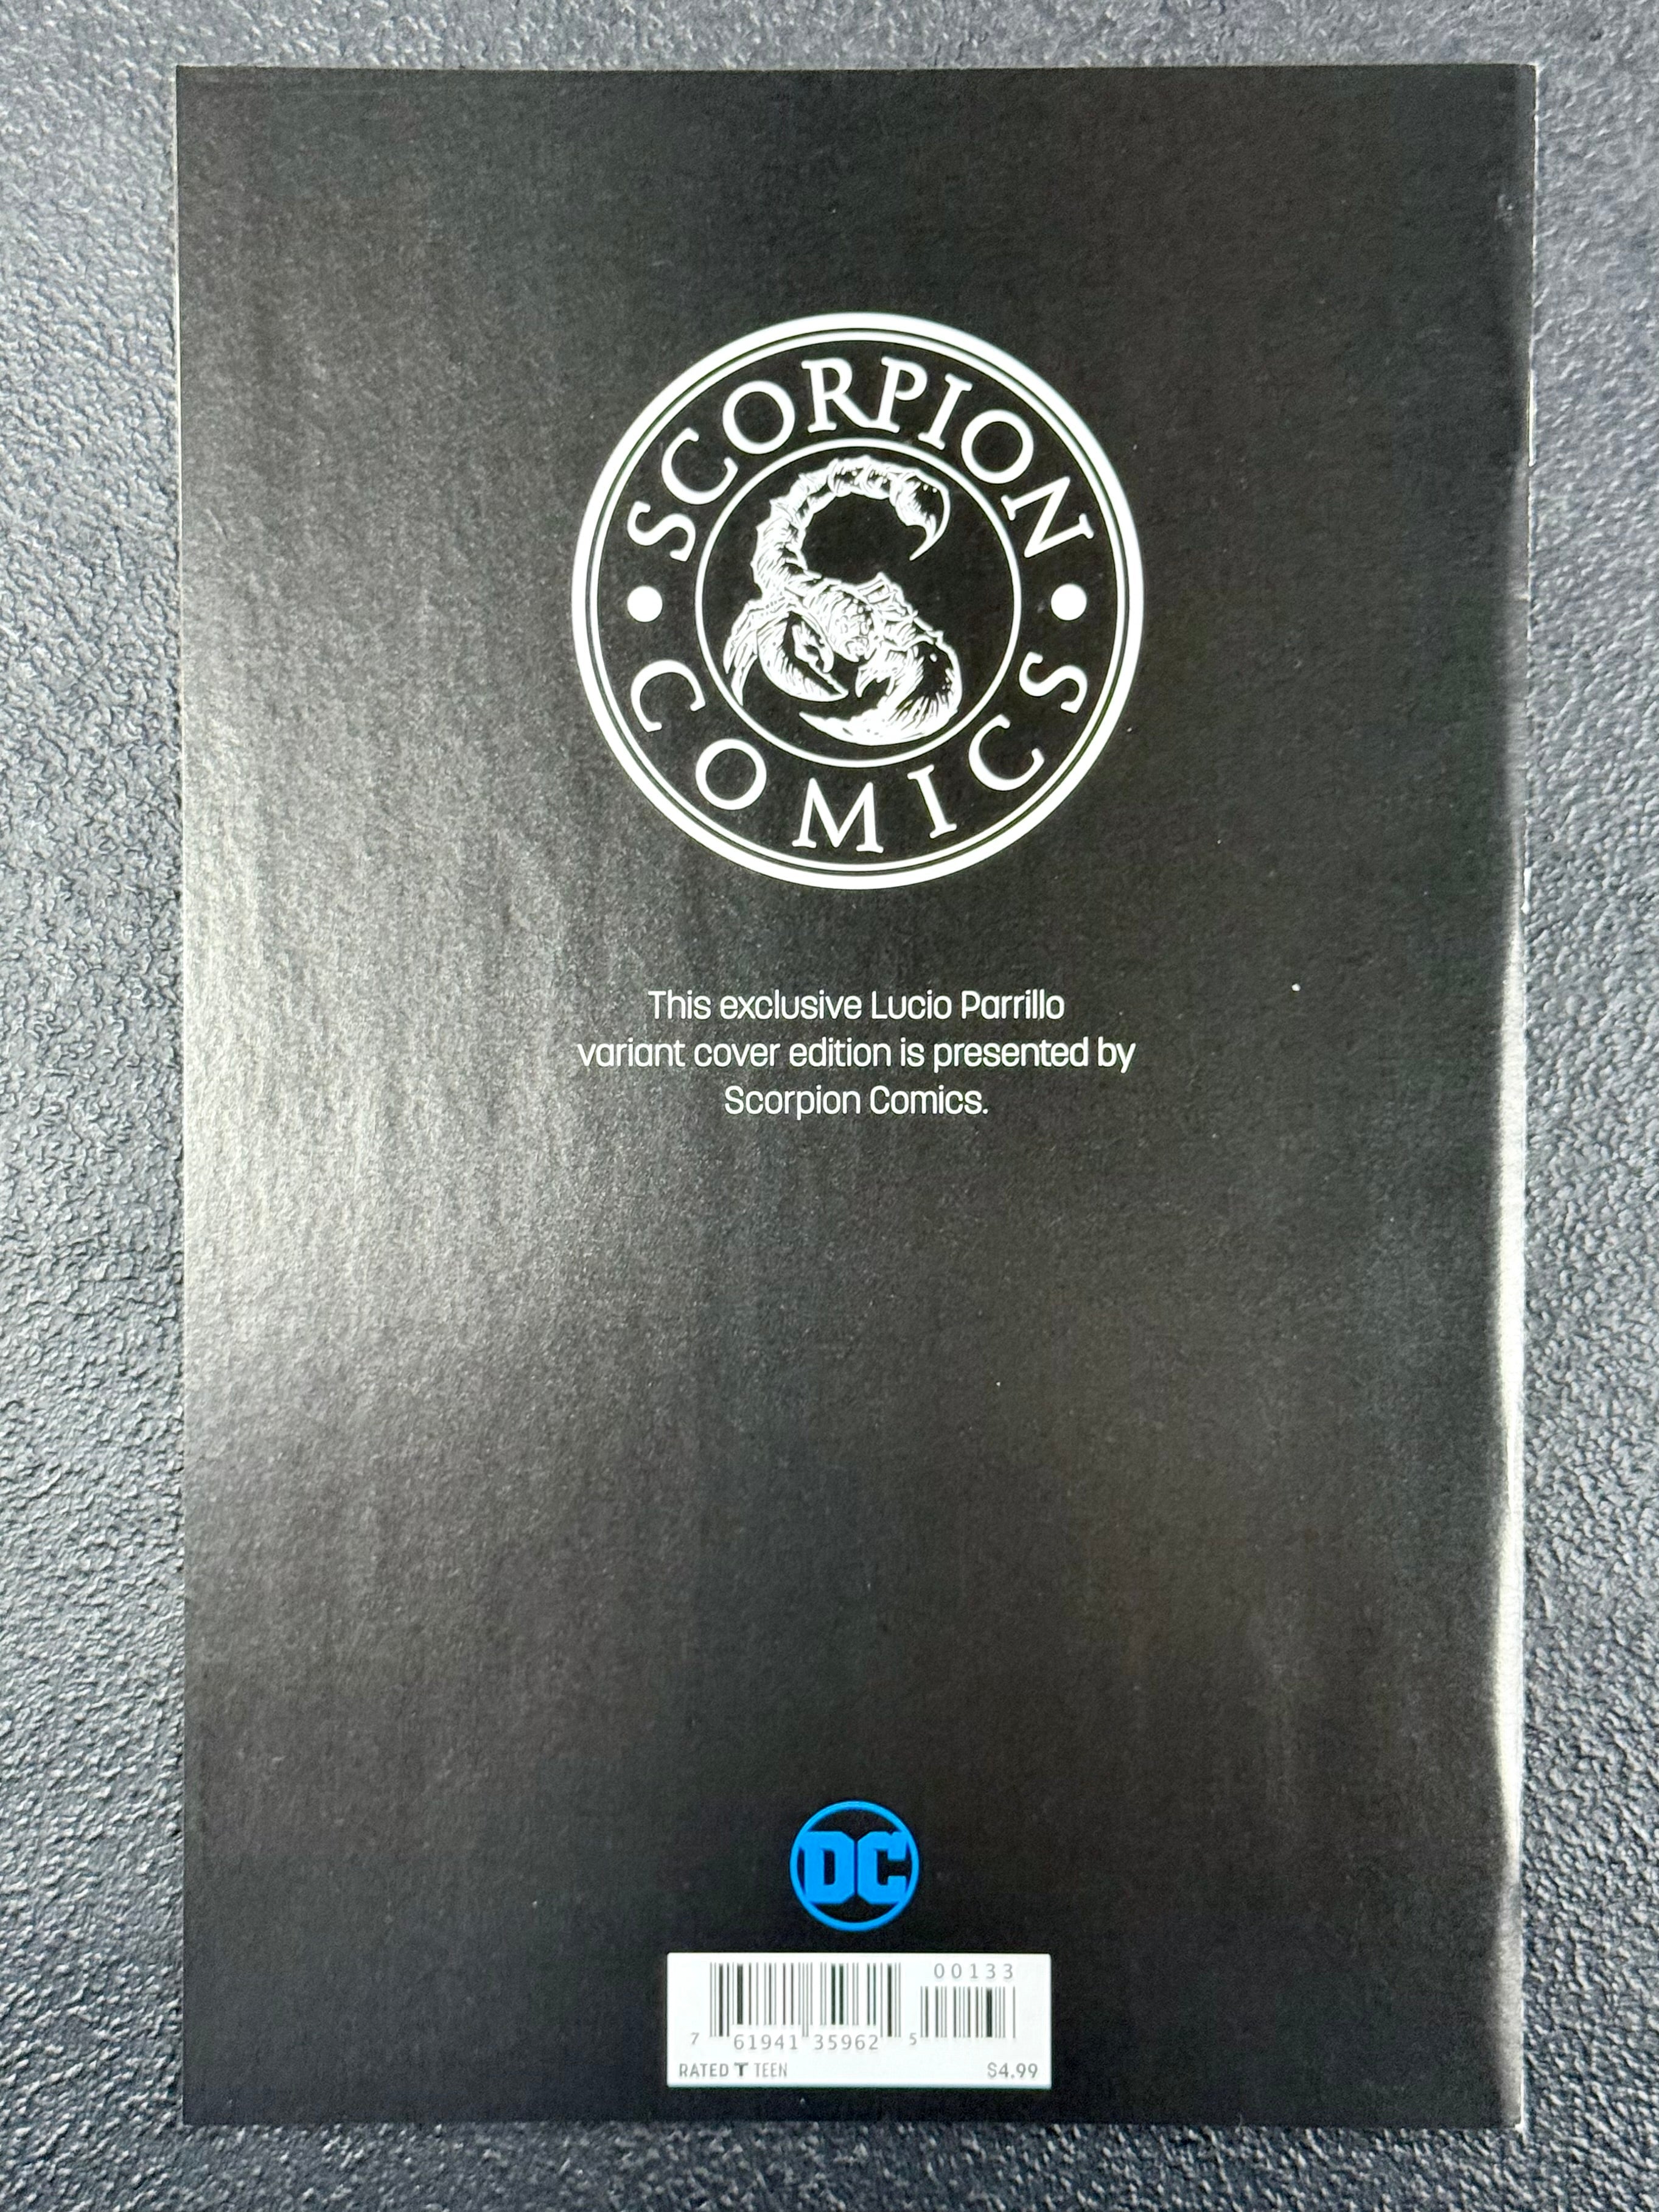 SCORPION
COMICS
This exclusive Lucio Parrillo
variant cover edition is presented by
Scorpion Comics.
DC
00133
7 61941 35962 5
RATED T TEEN $4.99